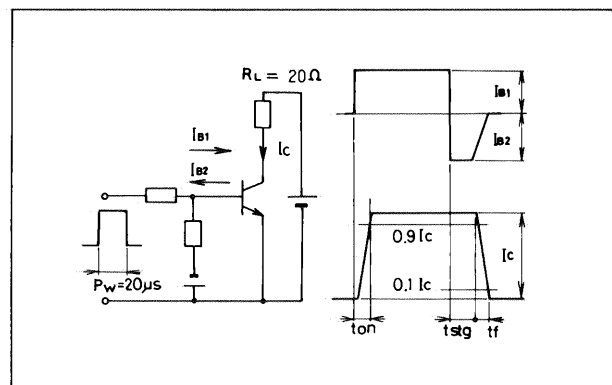 RL = 20Ω
IB1
IB2
Ic
Pw=20μs
IB1
IB2
0.9 Ic
Ic
0.1 Ic
ton
tstg
tf